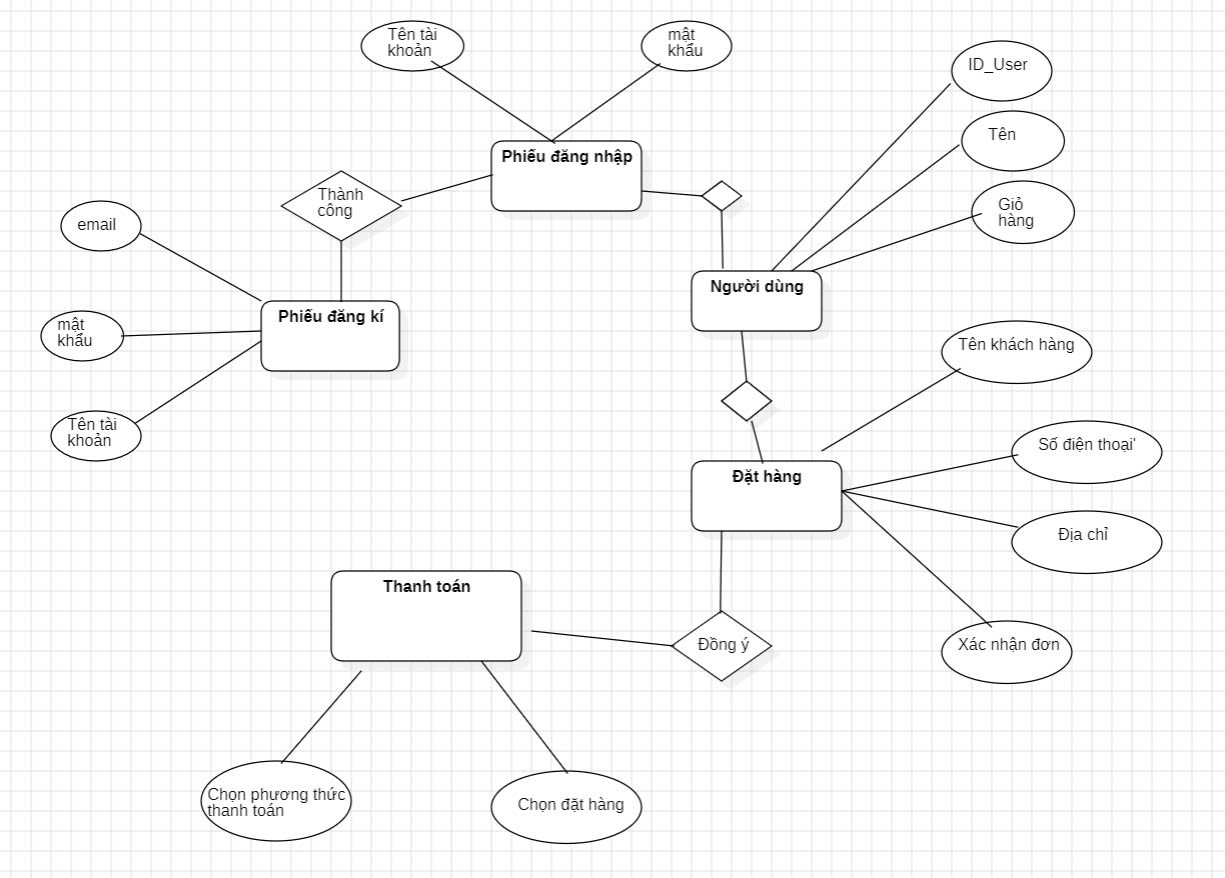 Tên tài
khoản
mật
khẩu
ID_User
Tên
Phiếu đăng nhập
Thành
công
Giỏ
hàng
email
Người dùng
Phiếu đăng kí
mật
khẩu
Tên khách hàng
Tên tài
khoản
Số điện thoại'
Đặt hàng
Địa chỉ
Thanh toán
Đồng ý
Xác nhận đơn
Chọn phương thức
thanh toán
Chọn đặt hàng